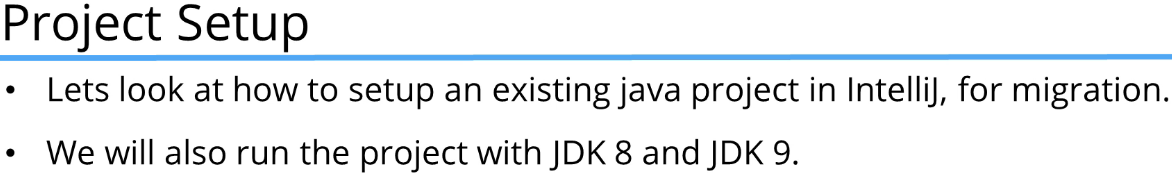 Project Setup
• Lets look at how to setup an existing java project in IntelliJ, for migration.
• We will also run the project with JDK 8 and JDK 9.